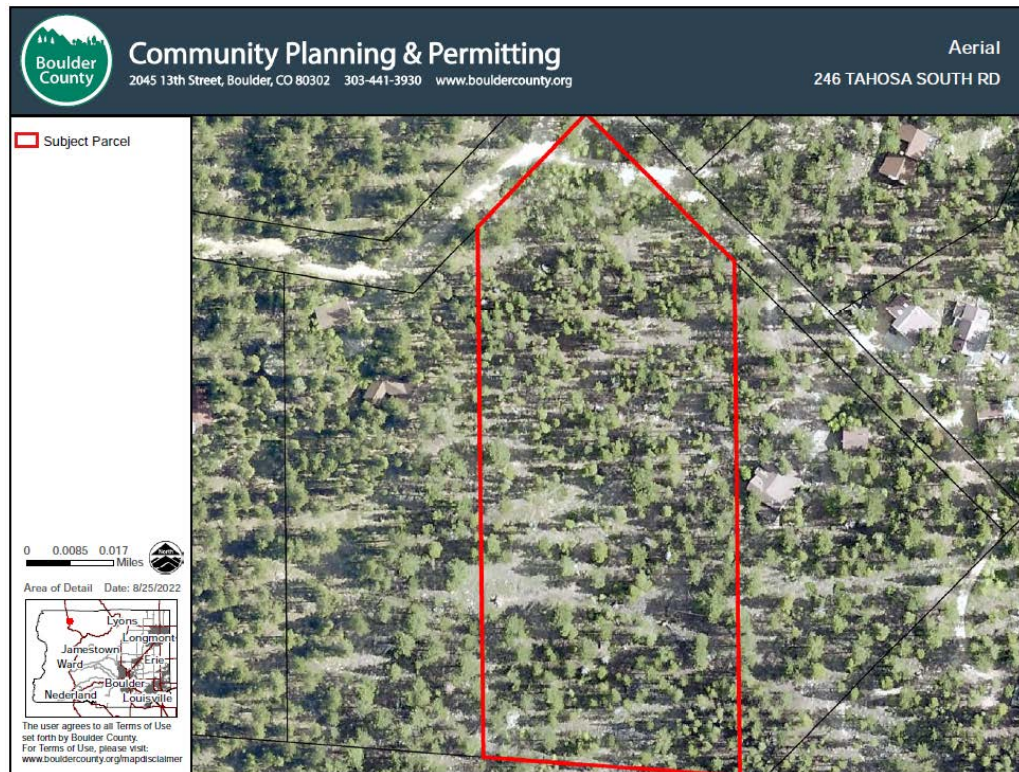 Boulder
County
Community Planning & Permitting
2045 13th Street, Boulder, CO 80302 303-441-3930 www.bouldercounty.org
Aerial
246 TAHOSA SOUTH RD
Subject Parcel
0 0.0085 0.017
Miles
North
Area of Detail Date: 8/25/2022
Lyons
Longmont
Jamestown
Ward
Erie
Boulder
Nederland
Louisville
The user agrees to all Terms of Use
set forth by Boulder County.
For Terms of Use, please visit:
www.bouldercounty.org/mapdisclaimer